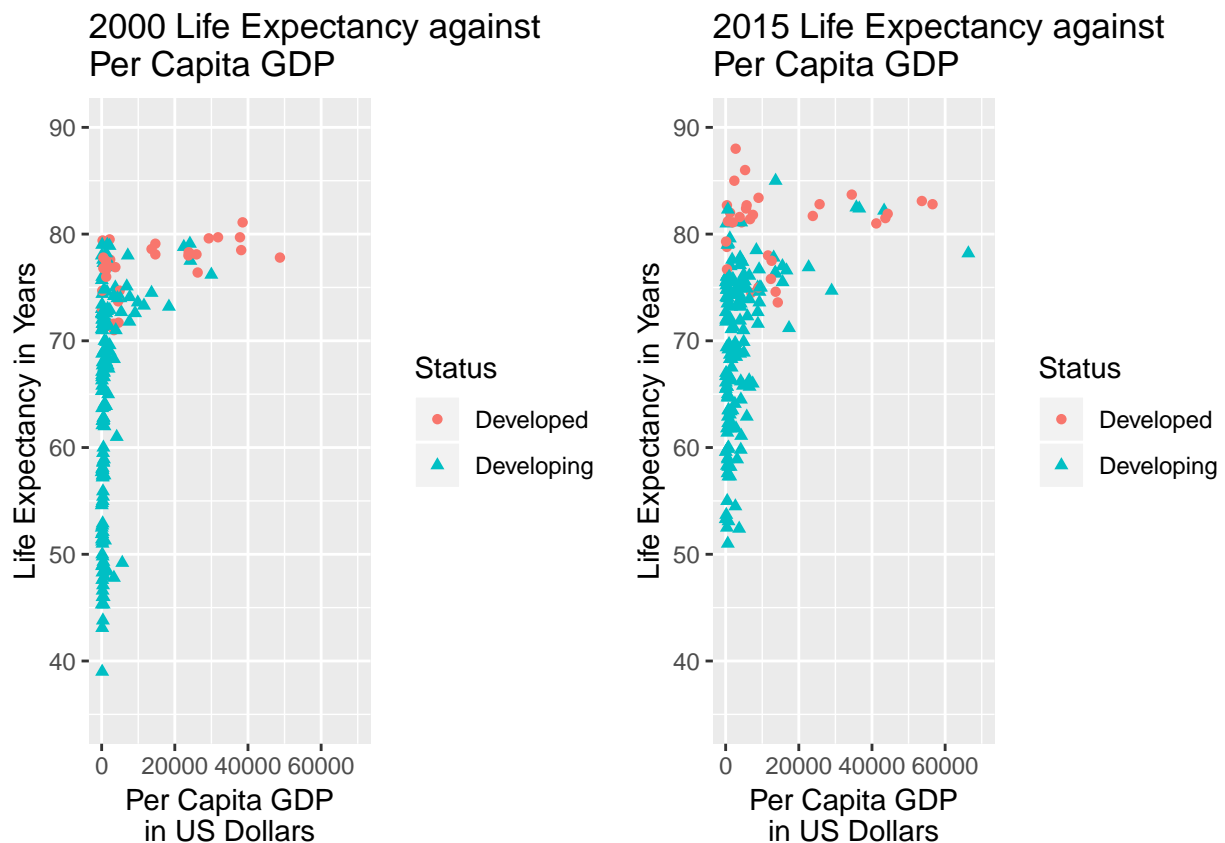 2000 Life Expectancy against
Per Capita GDP
90
80
70
60
50
40
Life Expectancy in Years
0 20000 40000 60000
Per Capita GDP
in US Dollars
Status
Developed
Developing
2015 Life Expectancy against
Per Capita GDP
90
80
70
60
50
40
Life Expectancy in Years
0 20000 40000 60000
Per Capita GDP
in US Dollars
Status
Developed
Developing